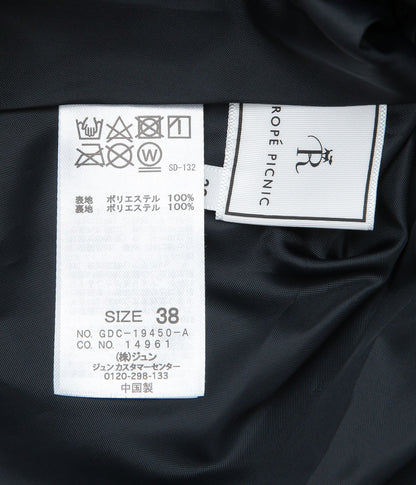 SD-132
表地 ポリエステル 100%
裏地 ポリエステル 100%
SIZE 38
NO. GDC-19450-A
CO. NO. 14961
(株)ジュン
ジュンカスタマーセンター
0120-298-133
中国製
R
ROPÉ PICNIC